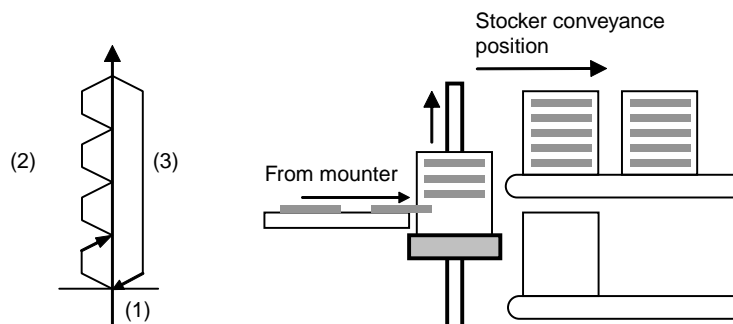 Stocker conveyance
position
(2)
(3)
From mounter
(1)